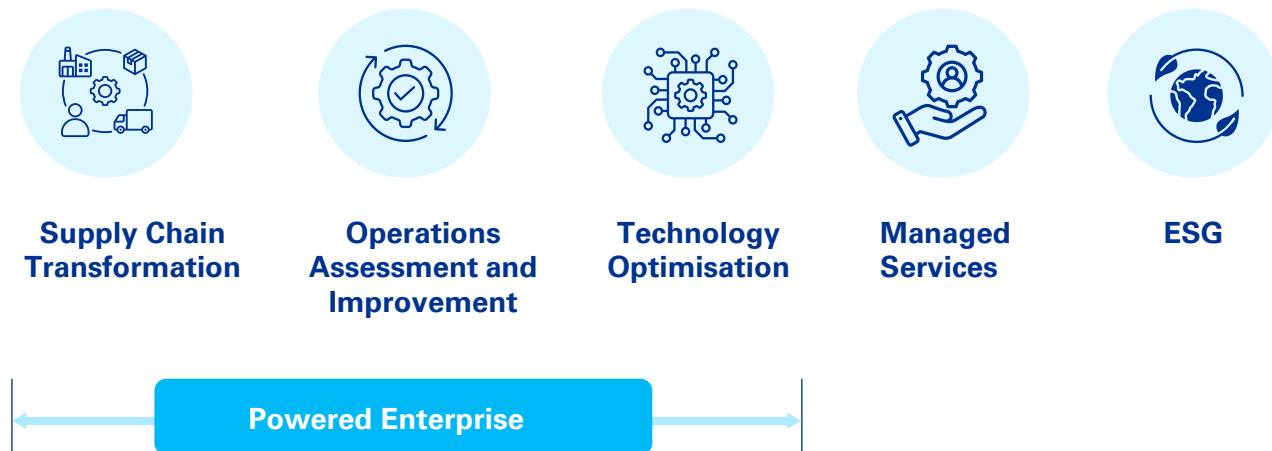 Supply Chain
Transformation
Operations
Assessment and
Improvement
Technology
Optimisation
Managed
Services
ESG
Powered Enterprise